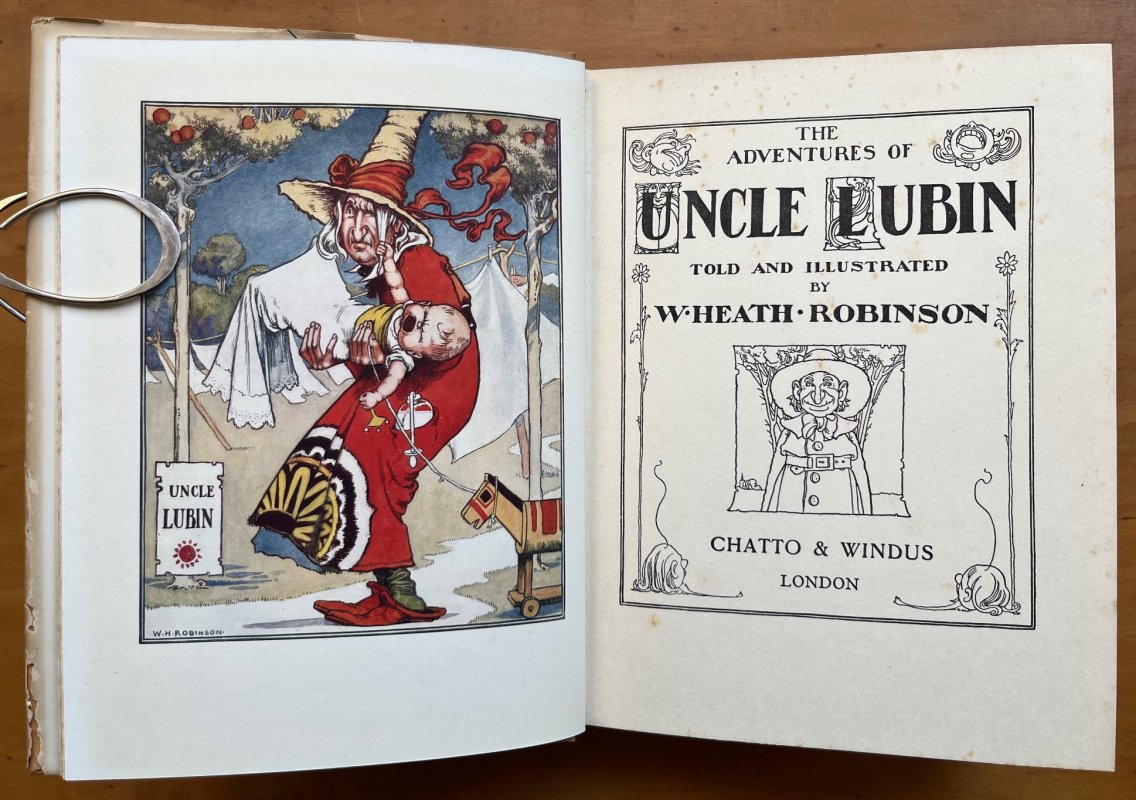 UNCLE
LUBIN
W.H.ROBINSON.
THE
ADVENTURES OF
UNCLE LUBIN
TOLD AND ILLUSTRATED
BY
W·HEATH·ROBINSON
CHATTO & WINDUS
LONDON